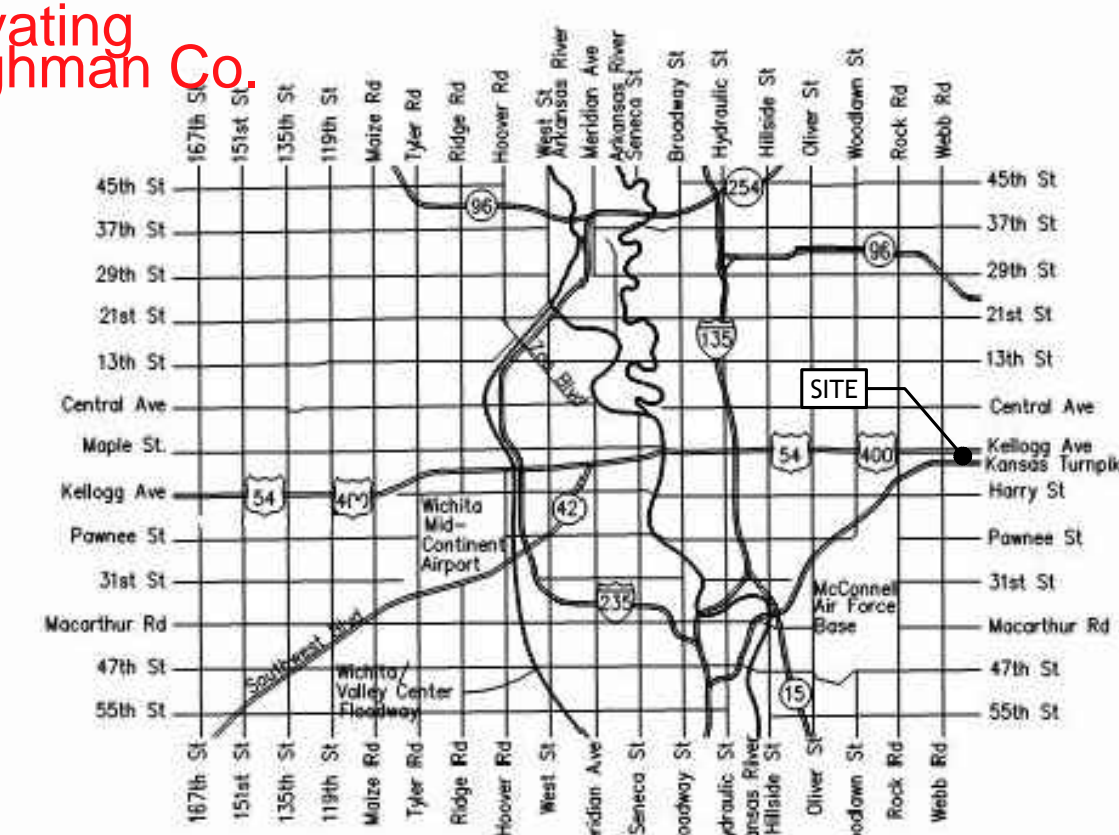 yating
ghman Co.
167th St
151st St
135th St
119th St
Maize Rd
Tyler Rd
Ridge Rd
Hoover Rd
West St
Arkansas River
Meridian Ave
Arkansas River
Seneca St
Broadway St
Hydraulic St
Hillside St
Oliver St
Woodlawn St
Rock Rd
Webb Rd
45th St
37th St
29th St
21st St
13th St
Central Ave
Maple St.
Kellogg Ave
Pawnee St
31st St
Macarthur Rd
47th St
55th St
96
254
96
135
Zoo Blvd
SITE
54
400
54
400
42
Wichita
Mid-
Continent
Airport
235
McConnell
Air Force
Base
Southwest Blvd
Wichita/
Valley Center
Floodway
15
45th St
37th St
29th St
21st St
13th St
Central Ave
Kellogg Ave
Kansas Turnpik
Harry St
Pawnee St
31st St
Macarthur Rd
47th St
55th St
167th St
151st St
135th St
119th St
Maize Rd
Tyler Rd
Ridge Rd
Hoover Rd
West St
ridian Ave
Seneca St
oadway St
draulic St
ansas River
Hillside St
Oliver St
oodlawn St
Rock Rd
Webb Rd